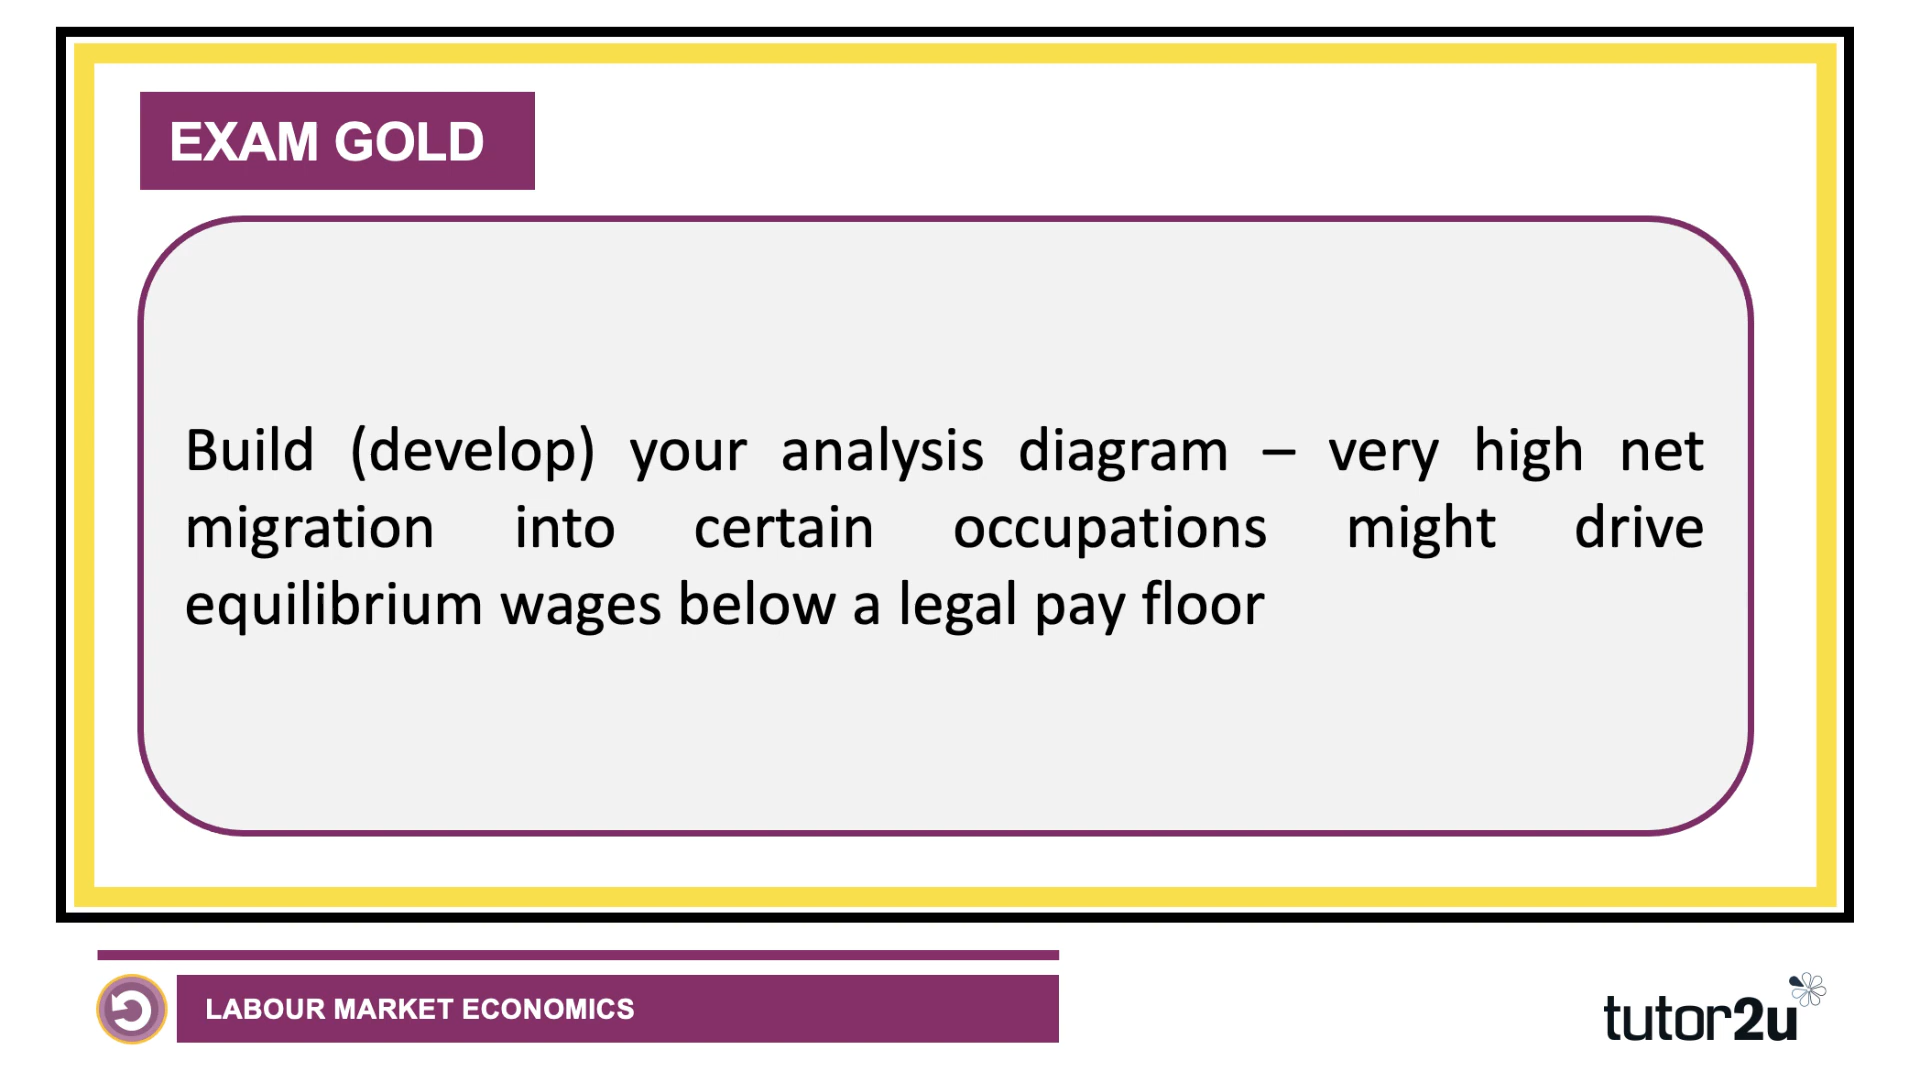 EXAM GOLD
Build (develop) your analysis diagram – very high net
migration into certain occupations might drive
equilibrium wages below a legal pay floor
LABOUR MARKET ECONOMICS
tutor2u